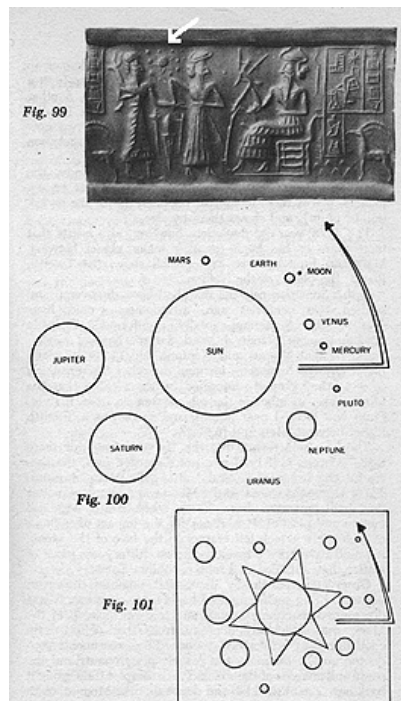 Fig. 99
MARS
EARTH
MOON
VENUS
SUN
MERCURY
JUPITER
PLUTO
NEPTUNE
SATURN
URANUS
Fig. 100
Fig. 101